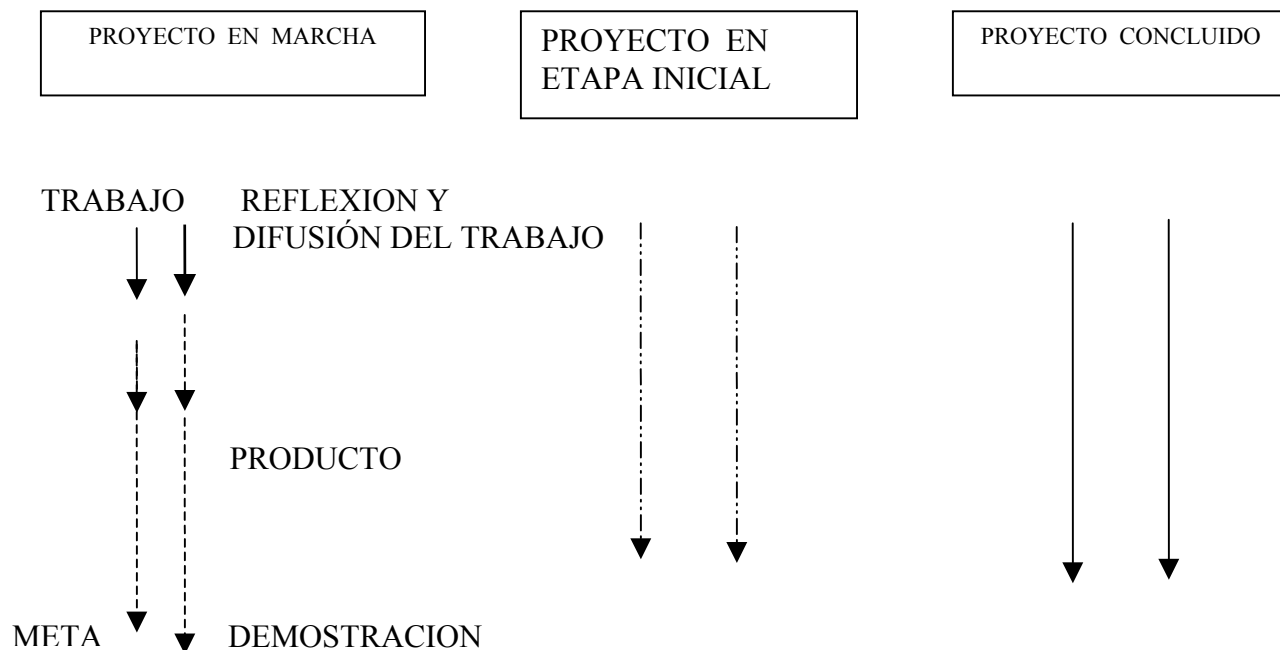 PROYECTO EN MARCHA
PROYECTO EN
ETAPA INICIAL
PROYECTO CONCLUIDO
TRABAJO REFLEXION Y
DIFUSIÓN DEL TRABAJO
PRODUCTO
META DEMOSTRACION